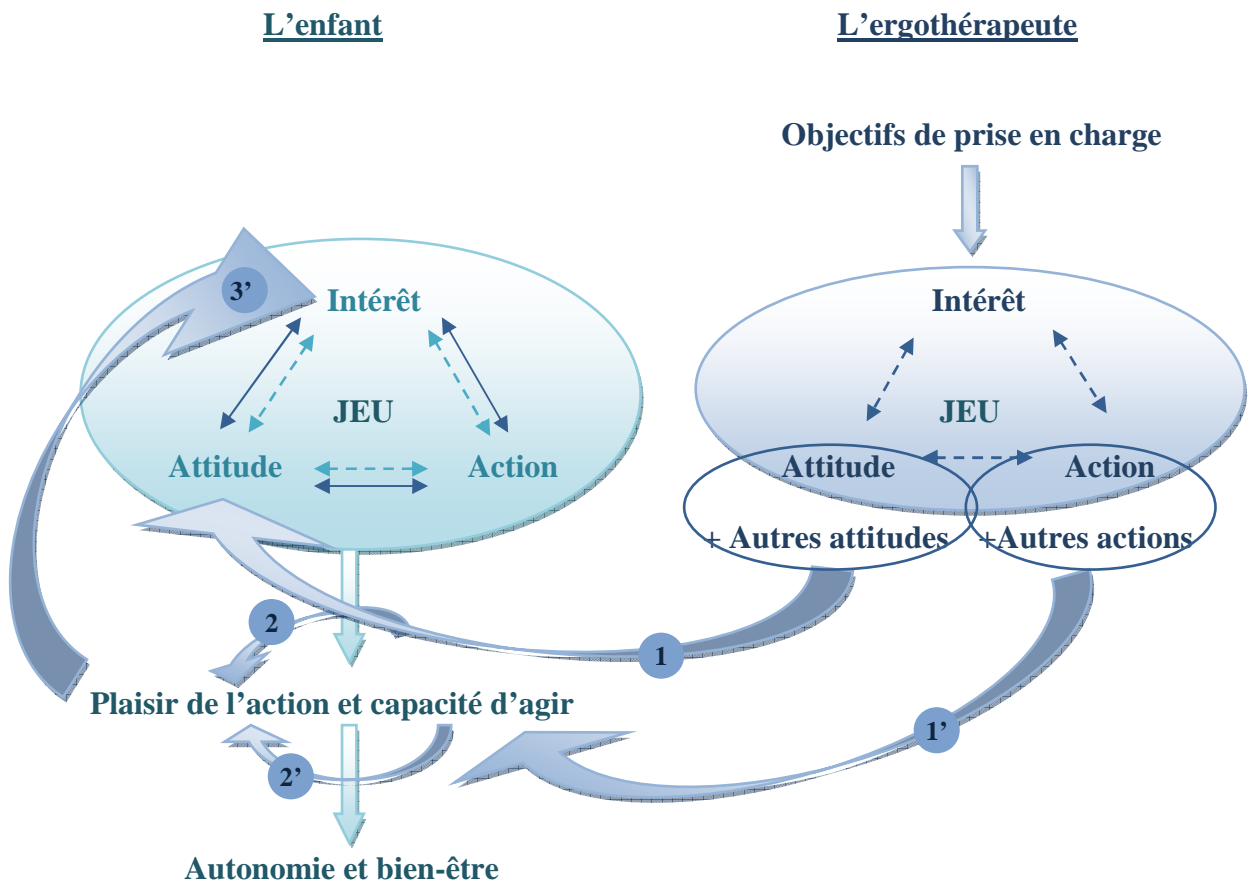 L'enfant
L'ergothérapeute
Objectifs de prise en charge
3'
Intérêt
Intérêt
JEU
JEU
Attitude
Action
Attitude
Action
+ Autres attitudes
+Autres actions
2
1
Plaisir de l'action et capacité d'agir
1'
2'
Autonomie et bien-être